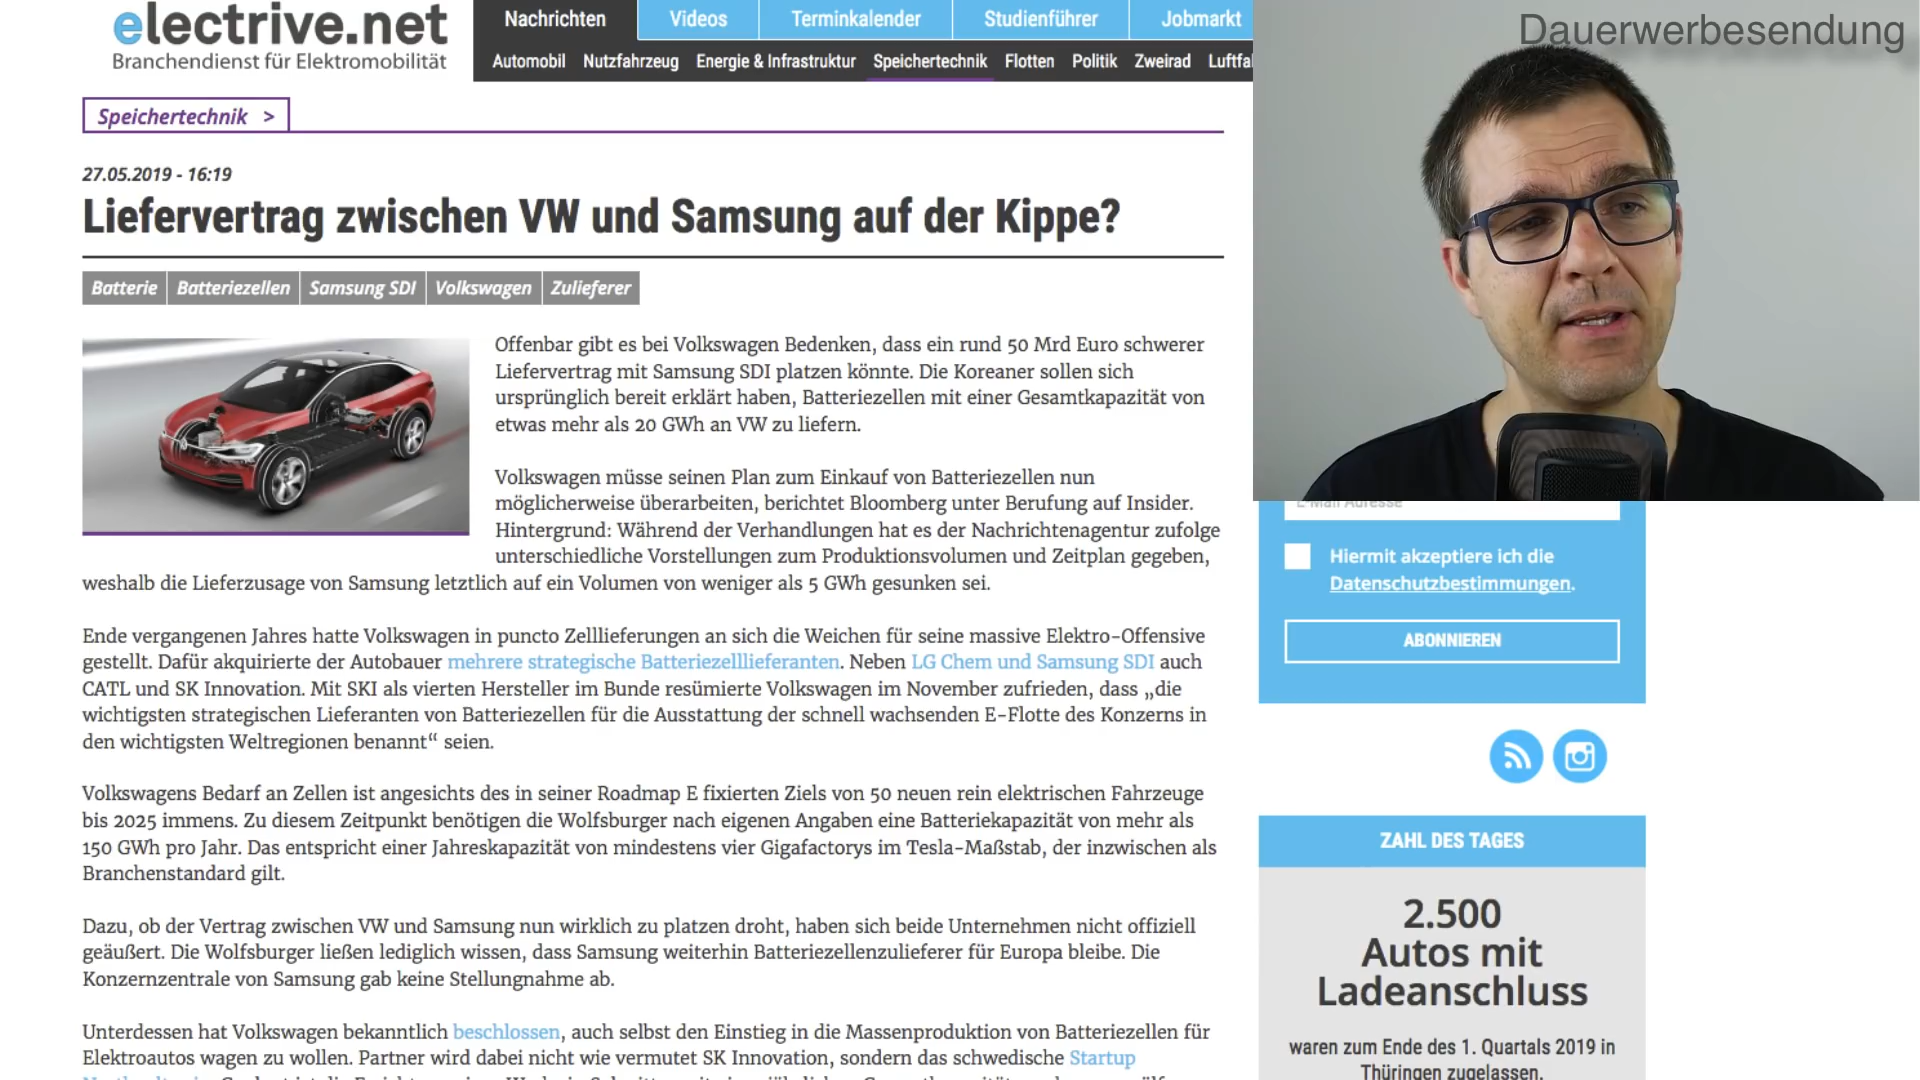 electrive.net
Branchendienst für Elektromobilität
Nachrichten
Videos
Terminkalender
Studienführer
Jobmarkt
Automobil
Nutzfahrzeug
Energie & Infrastruktur
Speichertechnik
Flotten
Politik
Zweirad
Luftfa
Dauerwerbesendung
Speichertechnik >
27.05.2019 - 16:19
Liefervertrag zwischen VW und Samsung auf der Kippe?
Batterie
Batteriezellen
Samsung SDI
Volkswagen
Zulieferer
Offenbar gibt es bei Volkswagen Bedenken, dass ein rund 50 Mrd Euro schwerer
Liefervertrag mit Samsung SDI platzen könnte. Die Koreaner sollen sich
ursprünglich bereit erklärt haben, Batteriezellen mit einer Gesamtkapazität von
etwas mehr als 20 GWh an VW zu liefern.
Volkswagen müsse seinen Plan zum Einkauf von Batteriezellen nun
möglicherweise überarbeiten, berichtet Bloomberg unter Berufung auf Insider.
Hintergrund: Während der Verhandlungen hat es der Nachrichtenagentur zufolge
unterschiedliche Vorstellungen zum Produktionsvolumen und Zeitplan gegeben,
weshalb die Lieferzusage von Samsung letztlich auf ein Volumen von weniger als 5 GWh gesunken sei.
Ende vergangenen Jahres hatte Volkswagen in puncto Zelllieferungen an sich die Weichen für seine massive Elektro-Offensive
gestellt. Dafür akquirierte der Autobauer mehrere strategische Batteriezelllieferanten. Neben LG Chem und Samsung SDI auch
CATL und SK Innovation. Mit SKI als vierten Hersteller im Bunde resümierte Volkswagen im November zufrieden, dass „die
wichtigsten strategischen Lieferanten von Batteriezellen für die Ausstattung der schnell wachsenden E-Flotte des Konzerns in
den wichtigsten Weltregionen benannt“ seien.
Volkswagens Bedarf an Zellen ist angesichts des in seiner Roadmap E fixierten Ziels von 50 neuen rein elektrischen Fahrzeuge
bis 2025 immens. Zu diesem Zeitpunkt benötigen die Wolfsburger nach eigenen Angaben eine Batteriekapazität von mehr als
150 GWh pro Jahr. Das entspricht einer Jahreskapazität von mindestens vier Gigafactorys im Tesla-Maßstab, der inzwischen als
Branchenstandard gilt.
Dazu, ob der Vertrag zwischen VW und Samsung nun wirklich zu platzen droht, haben sich beide Unternehmen nicht offiziell
geäußert. Die Wolfsburger ließen lediglich wissen, dass Samsung weiterhin Batteriezellenzulieferer für Europa bleibe. Die
Konzernzentrale von Samsung gab keine Stellungnahme ab.
Unterdessen hat Volkswagen bekanntlich beschlossen, auch selbst den Einstieg in die Massenproduktion von Batteriezellen für
Elektroautos wagen zu wollen. Partner wird dabei nicht wie vermutet SK Innovation, sondern das schwedische Startup
E-Mail Adresse
Hiermit akzeptiere ich die
Datenschutzbestimmungen.
ABONNIEREN
ZAHL DES TAGES
2.500
Autos mit
Ladeanschluss
waren zum Ende des 1. Quartals 2019 in
Thüringen zugelassen.